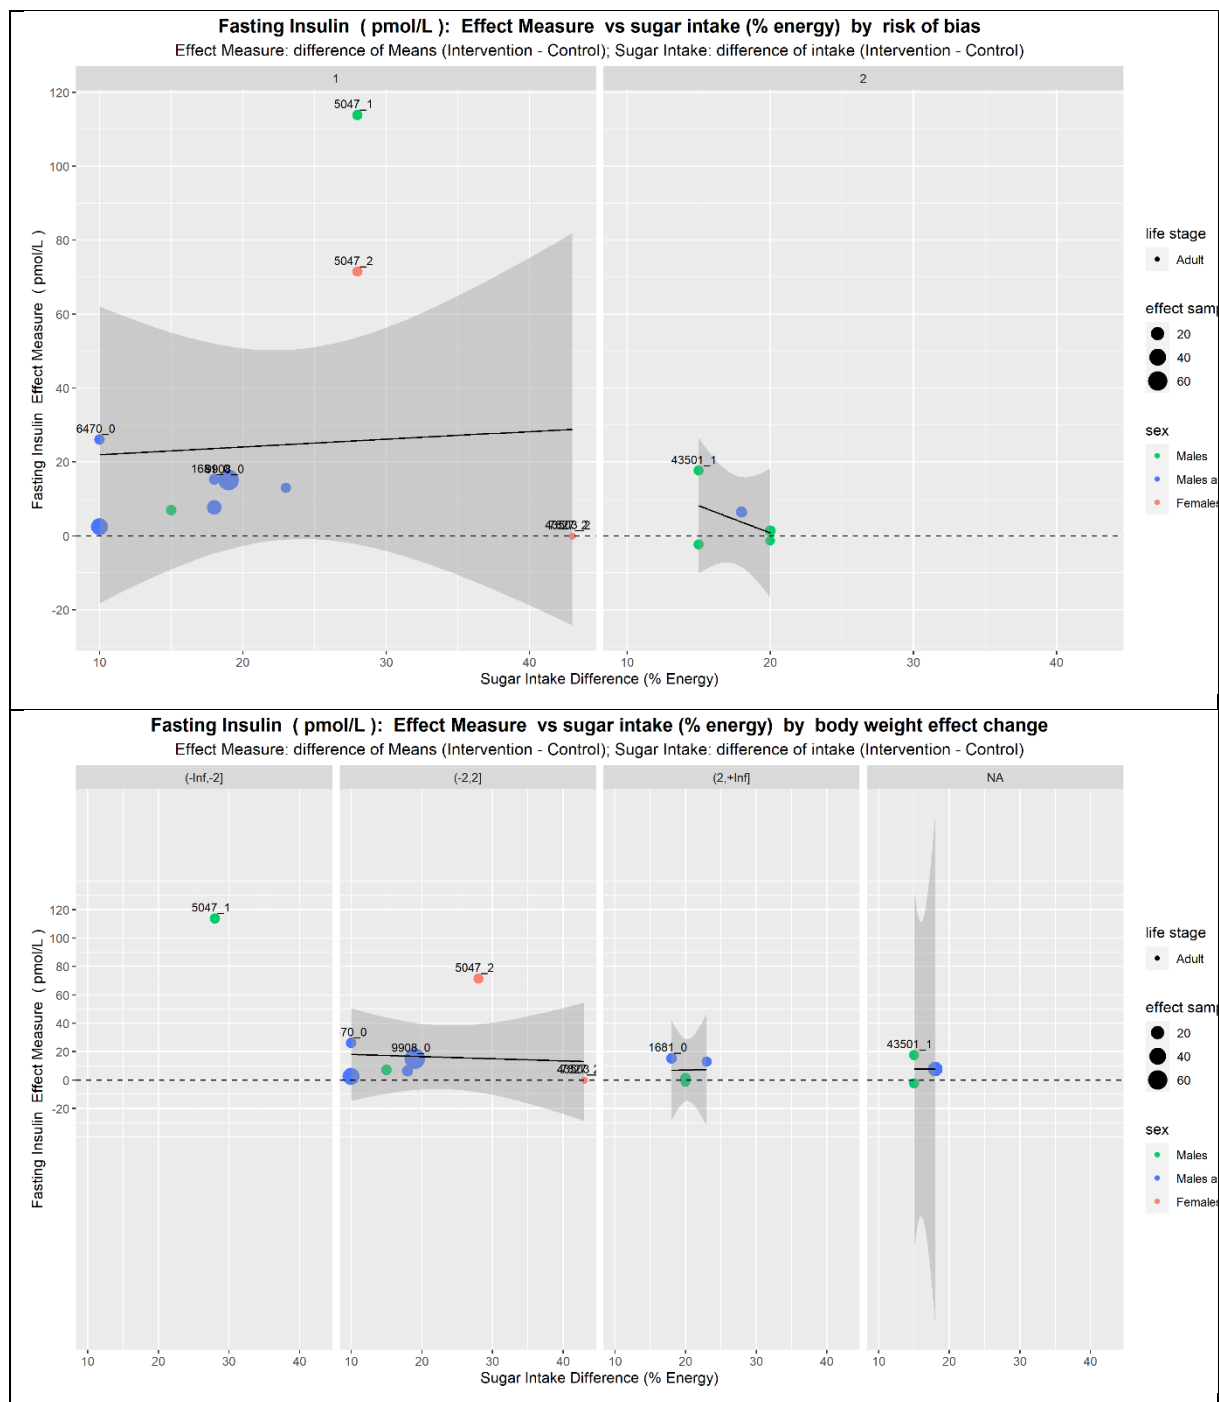 Fasting Insulin ( pmol/L ): Effect Measure vs sugar intake (% energy) by risk of bias
Effect Measure: difference of Means (Intervention - Control); Sugar Intake: difference of intake (Intervention - Control)
1
2
Fasting Insulin Effect Measure ( pmol/L )
120
100
80
60
40
20
0
-20
5047_1
5047_2
6470_0
43501_1
10
20
30
40
10
20
30
40
Sugar Intake Difference (% Energy)
life stage
Adult
effect samp
20
40
60
sex
Males
Males a
Females
Fasting Insulin ( pmol/L ): Effect Measure vs sugar intake (% energy) by body weight effect change
Effect Measure: difference of Means (Intervention - Control); Sugar Intake: difference of intake (Intervention - Control)
(-Inf,-2]
(-2,2]
(2,+Inf]
NA
Fasting Insulin Effect Measure ( pmol/L )
120
100
80
60
40
20
0
-20
5047_1
5047_2
70_0
9908_0
1681_0
43501_1
10
20
30
40
10
20
30
40
10
20
30
40
10
20
30
40
Sugar Intake Difference (% Energy)
life stage
Adult
effect samp
20
40
60
sex
Males
Males a
Females